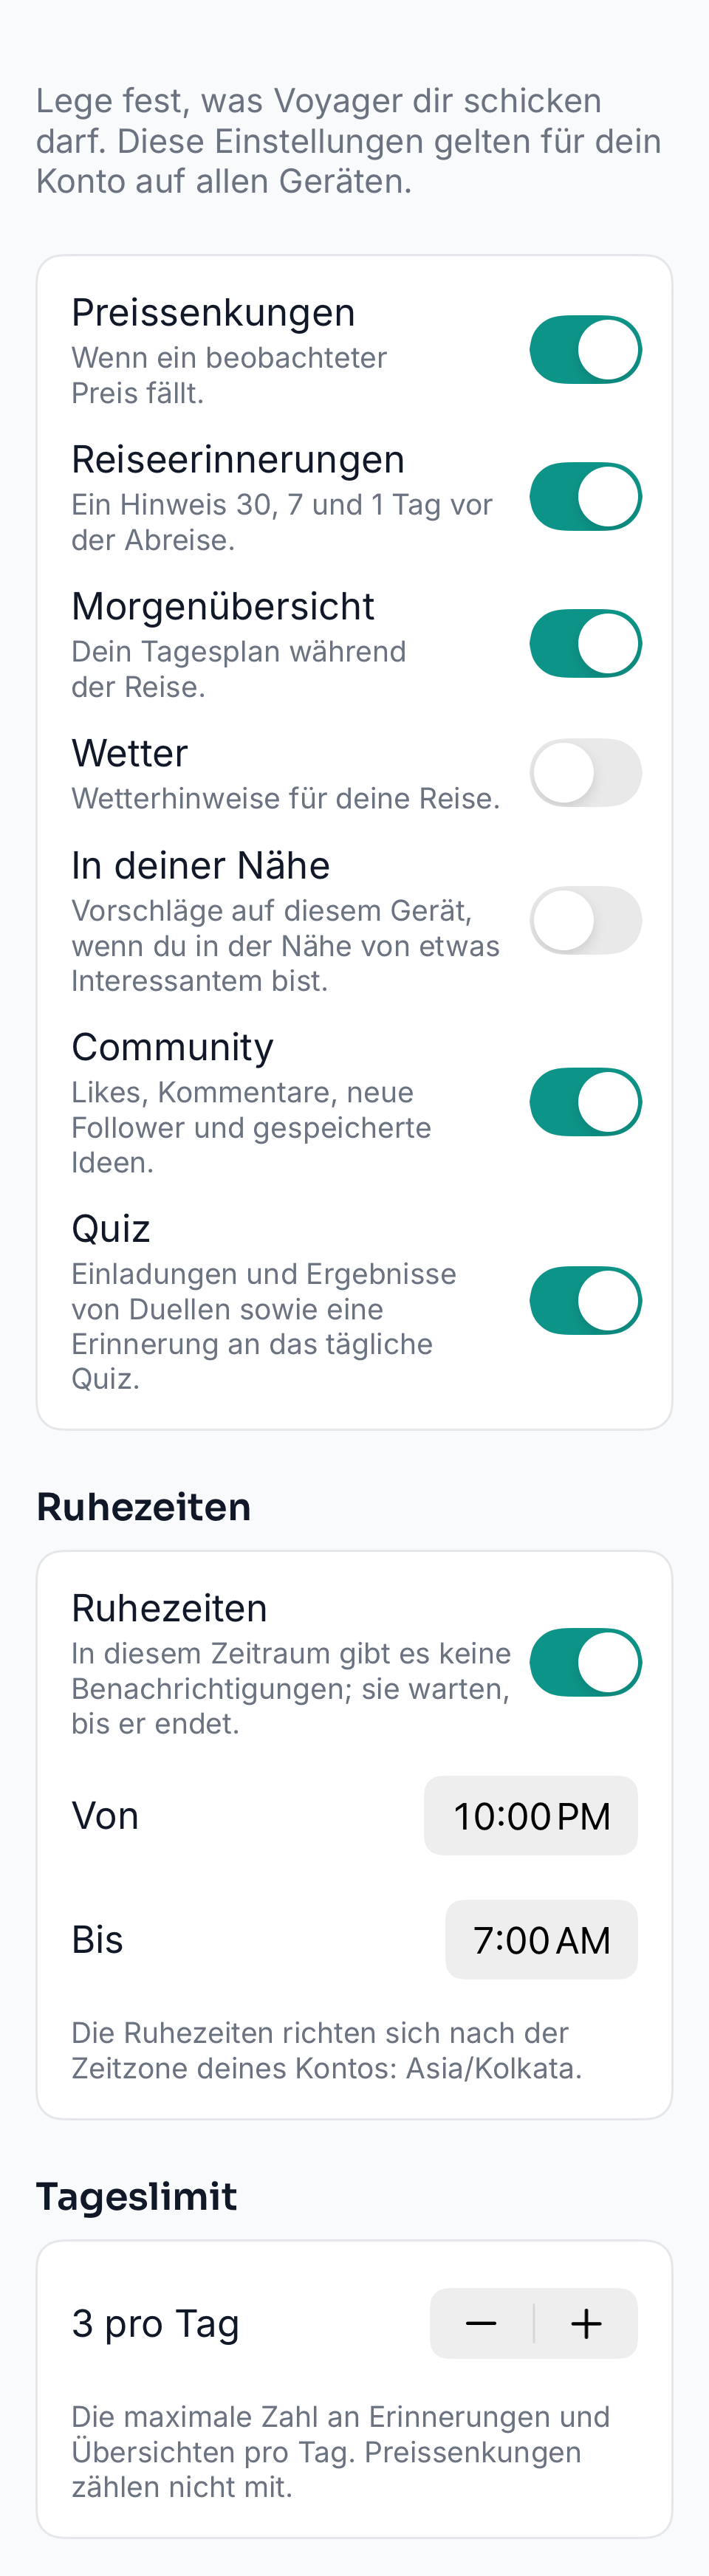 Lege fest, was Voyager dir schicken
darf. Diese Einstellungen gelten für dein
Konto auf allen Geräten.
Preissenkungen
Wenn ein beobachteter
Preis fällt.
Reiseerinnerungen
Ein Hinweis 30, 7 und 1 Tag vor
der Abreise.
Morgenübersicht
Dein Tagesplan während
der Reise.
Wetter
Wetterhinweise für deine Reise.
In deiner Nähe
Vorschläge auf diesem Gerät,
wenn du in der Nähe von etwas
Interessantem bist.
Community
Likes, Kommentare, neue
Follower und gespeicherte
Ideen.
Quiz
Einladungen und Ergebnisse
von Duellen sowie eine
Erinnerung an das tägliche
Quiz.
Ruhezeiten
Ruhezeiten
In diesem Zeitraum gibt es keine
Benachrichtigungen; sie warten,
bis er endet.
Von 10:00 PM
Bis 7:00 AM
Die Ruhezeiten richten sich nach der
Zeitzone deines Kontos: Asia/Kolkata.
Tageslimit
3 pro Tag
Die maximale Zahl an Erinnerungen und
Übersichten pro Tag. Preissenkungen
zählen nicht mit.